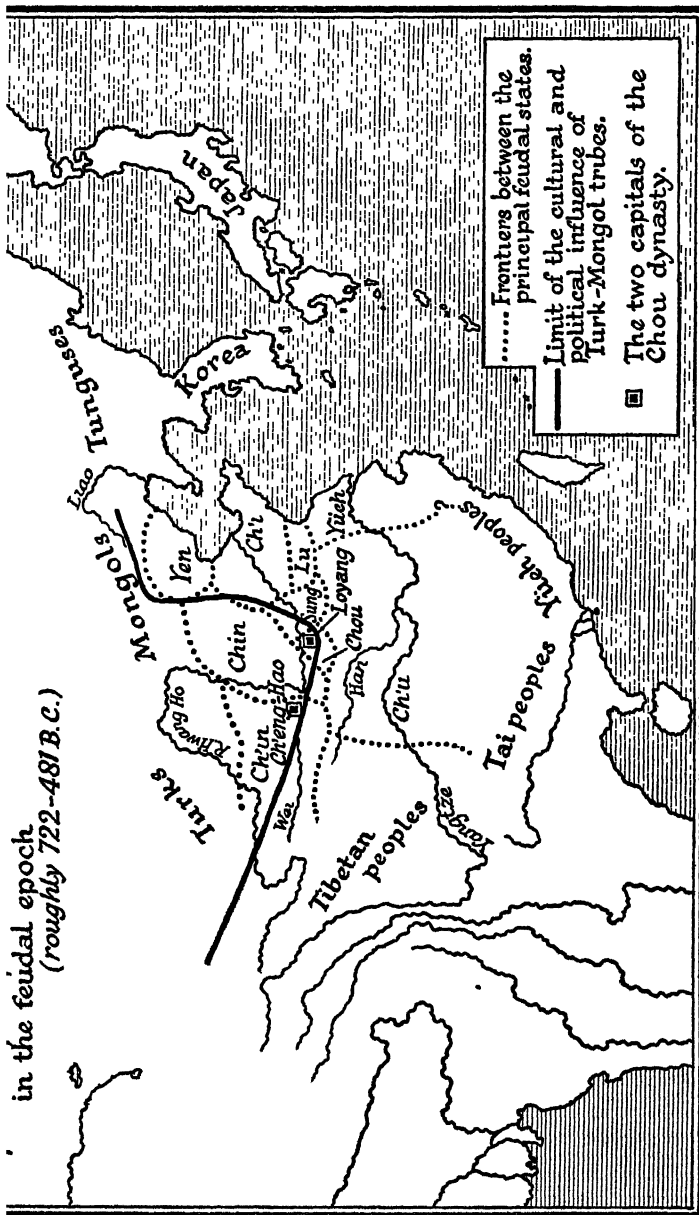 in the feudal epoch
(roughly 722-481 B.C.)
Turks
Mongols
Tunguses
Liao
R. Hwang Ho
Korea
Japan
Yen
Chin
Ch'in
Ch'eng-Hao
Ch'i
Lu
Sung
Loyang
Chou
Yüeh
Wei
Han
Ch'u
Tibetan
peoples
Yangtze
Tai peoples
Yüeh peoples
Frontiers between the
principal feudal states.
Limit of the cultural and
political influence of
Turk-Mongol tribes.
The two capitals of the
Chou dynasty.